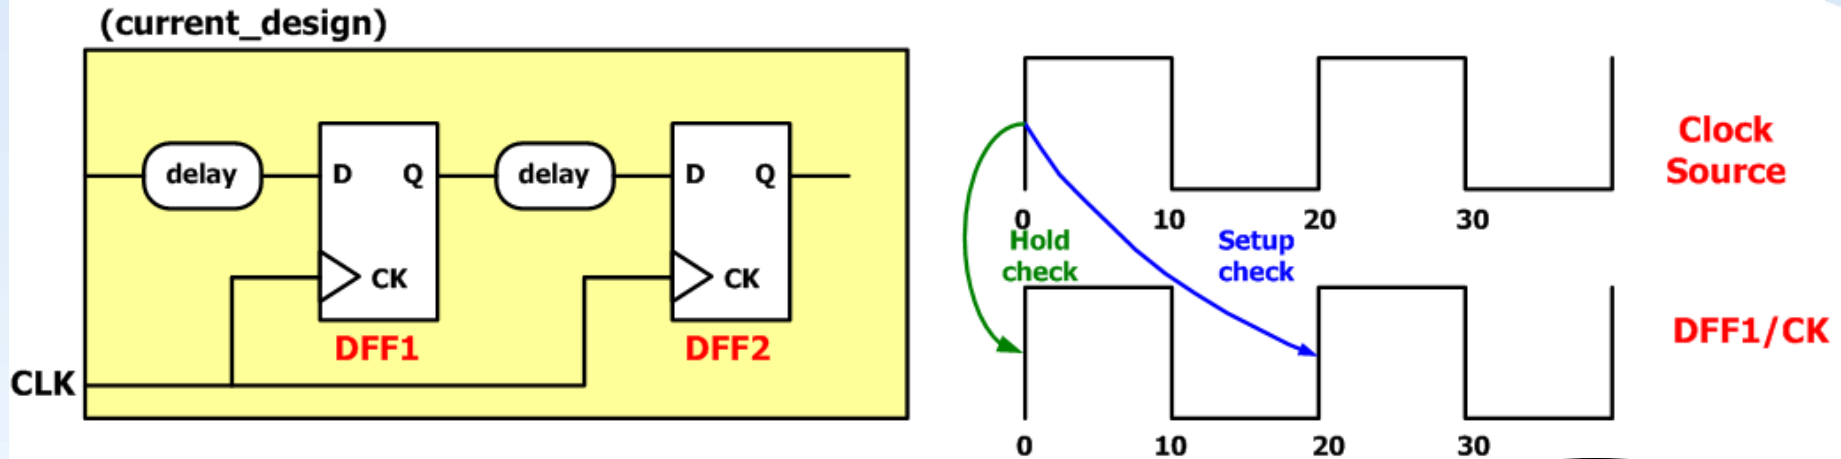 (current_design)
delay
D
Q
CK
DFF1
delay
D
Q
CK
DFF2
CLK
0
10
20
30
Clock
Source
Hold
check
Setup
check
DFF1/CK
0
10
20
30